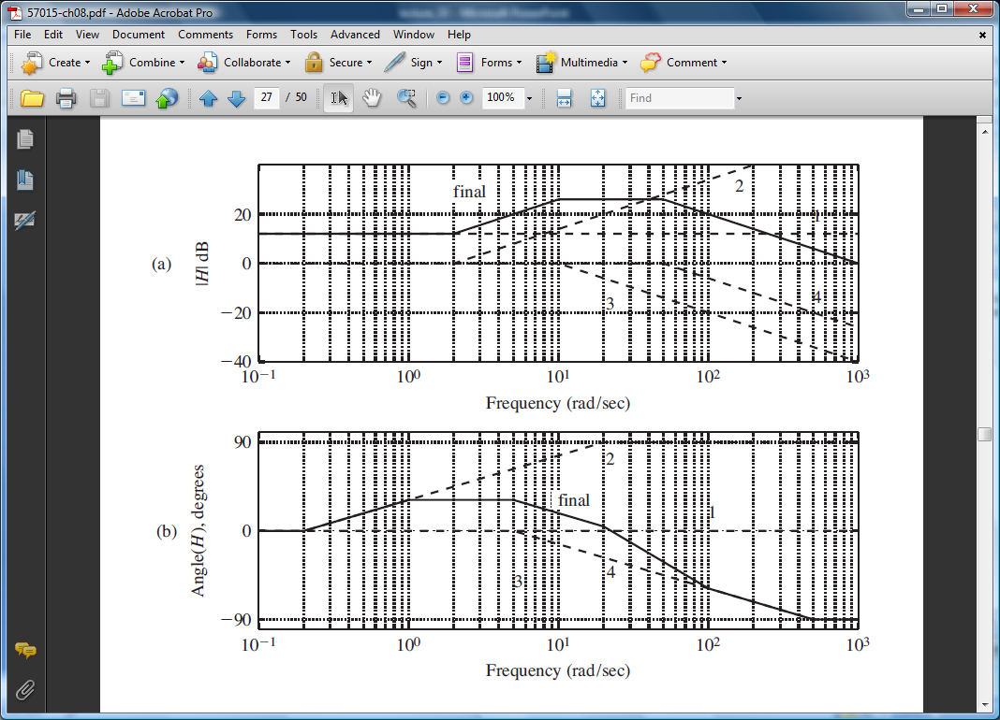 57015-ch08.pdf - Adobe Acrobat Pro
File Edit View Document Comments Forms Tools Advanced Window Help
Create Combine Collaborate Secure Sign Forms Multimedia Comment
27 / 50 100% Find
final
2
1
20
(a)
|H| dB
0
3
4
−20
−40
10−1 10⁰ 10¹ 10² 10³
Frequency (rad/sec)
90
2
final
1
(b)
Angle(H), degrees
0
3
4
−90
10−1 10⁰ 10¹ 10² 10³
Frequency (rad/sec)